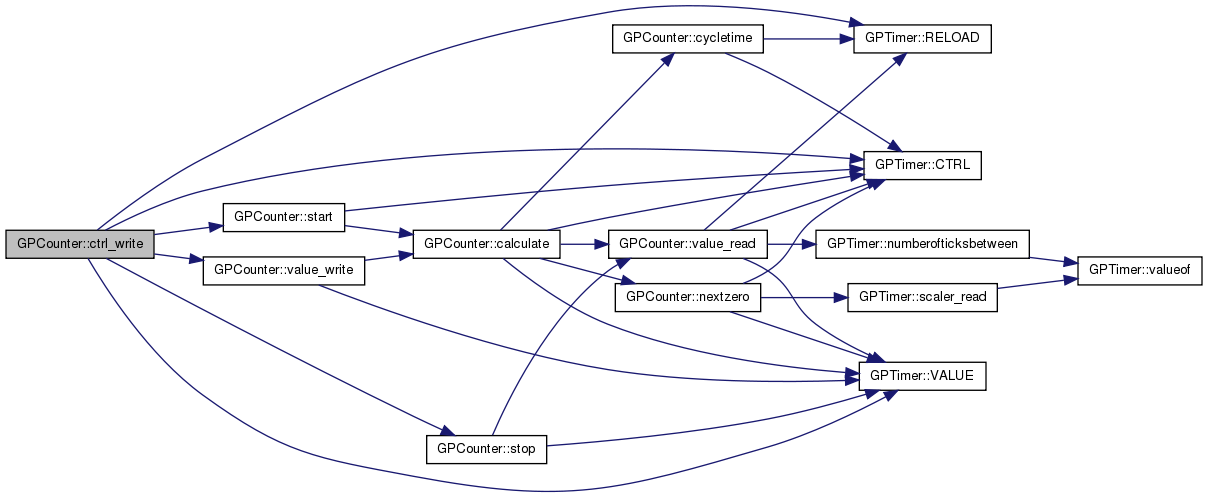 GPCounter::cycletime
GPTimer::RELOAD
GPTimer::CTRL
GPCounter::start
GPCounter::ctrl_write
GPCounter::calculate
GPCounter::value_read
GPTimer::numberofticksbetween
GPCounter::value_write
GPTimer::valueof
GPCounter::nextzero
GPTimer::scaler_read
GPTimer::VALUE
GPCounter::stop